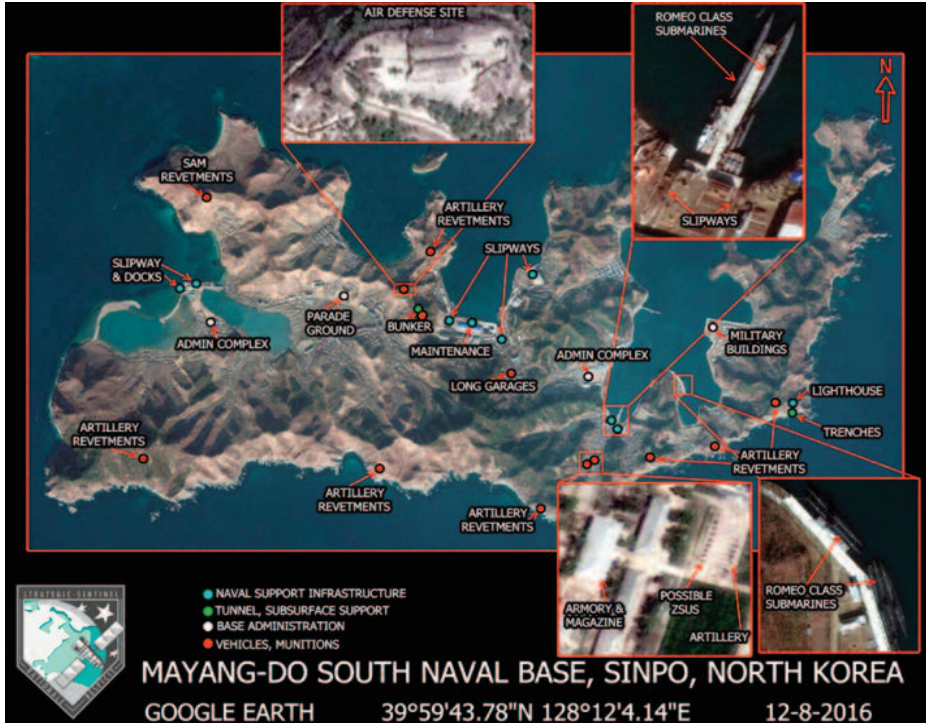 AIR DEFENSE SITE
ROMEO CLASS
SUBMARINES
N
SLIPWAYS
SAM
REVETMENTS
ARTILLERY
REVETMENTS
SLIPWAYS
SLIPWAY
& DOCKS
PARADE
GROUND
BUNKER
ADMIN COMPLEX
MAINTENANCE
MILITARY
BUILDINGS
ADMIN COMPLEX
LONG GARAGES
LIGHTHOUSE
TRENCHES
ARTILLERY
REVETMENTS
ARTILLERY
REVETMENTS
ARTILLERY
REVETMENTS
ARTILLERY
REVETMENTS
ARMORY &
MAGAZINE
POSSIBLE
ZSUS
ARTILLERY
ROMEO CLASS
SUBMARINES
STRATEGIC-SENTINEL
NAVAL SUPPORT INFRASTRUCTURE
TUNNEL, SUBSURFACE SUPPORT
BASE ADMINISTRATION
VEHICLES, MUNITIONS
MAYANG-DO SOUTH NAVAL BASE, SINPO, NORTH KOREA
GOOGLE EARTH 39°59'43.78"N 128°12'4.14"E 12-8-2016